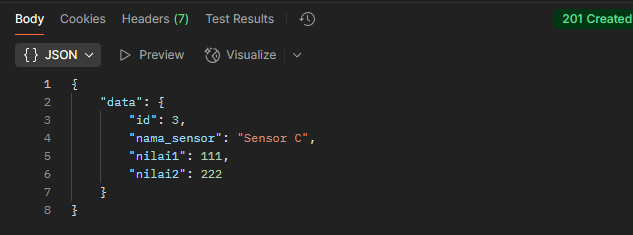 Body Cookies Headers (7) Test Results 201 Created
{} JSON Preview Visualize
1 {
2 "data": {
3 "id": 3,
4 "nama_sensor": "Sensor C",
5 "nilai1": 111,
6 "nilai2": 222
7 }
8 }